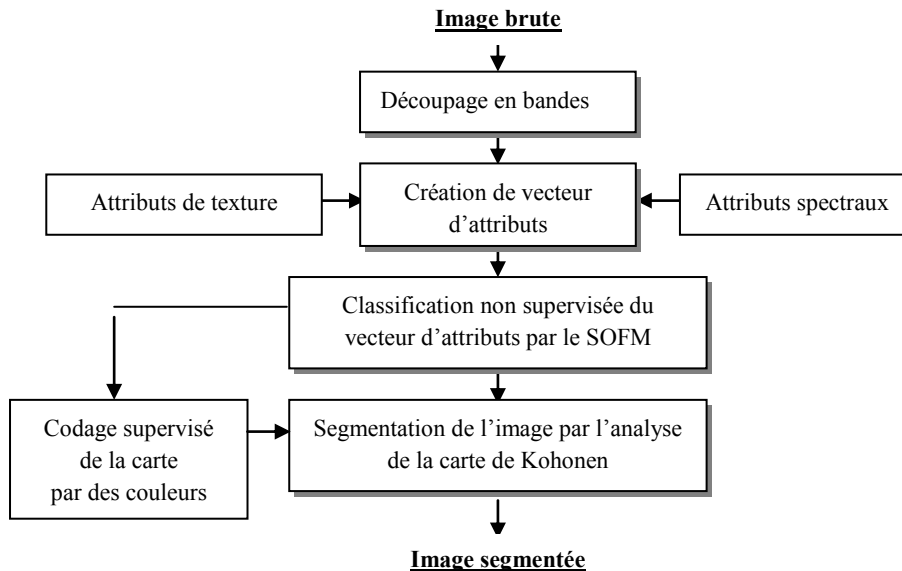 Image brute
Découpage en bandes
Attributs de texture
Création de vecteur
d’attributs
Attributs spectraux
Classification non supervisée du
vecteur d’attributs par le SOFM
Codage supervisé
de la carte
par des couleurs
Segmentation de l’image par l’analyse
de la carte de Kohonen
Image segmentée